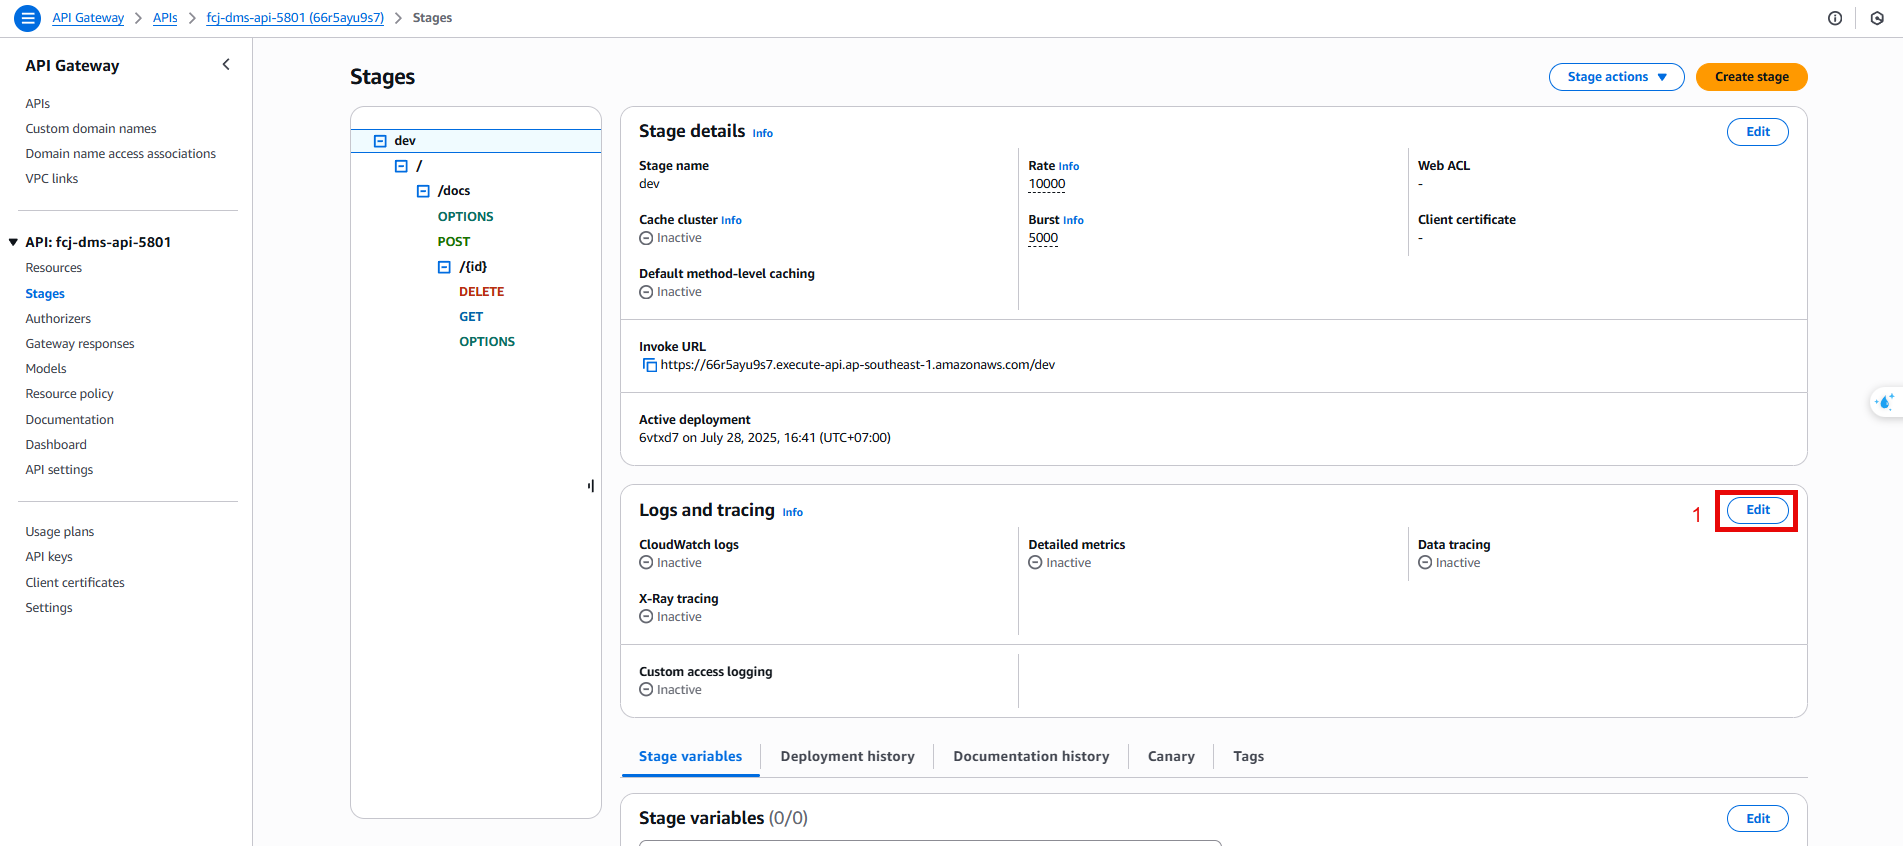 API Gateway > APIs > fcj-dms-api-5801 (66r5ayu9s7) > Stages
API Gateway
APIs
Custom domain names
Domain name access associations
VPC links
API: fcj-dms-api-5801
Resources
Stages
Authorizers
Gateway responses
Models
Resource policy
Documentation
Dashboard
API settings
Usage plans
API keys
Client certificates
Settings
Stages
Stage actions
Create stage
dev
/
/docs
OPTIONS
POST
/{id}
DELETE
GET
OPTIONS
Stage details Info
Edit
Stage name
dev
Rate Info
10000
Web ACL
-
Cache cluster Info
Inactive
Burst Info
5000
Client certificate
-
Default method-level caching
Inactive
Invoke URL
https://66r5ayu9s7.execute-api.ap-southeast-1.amazonaws.com/dev
Active deployment
6vtxd7 on July 28, 2025, 16:41 (UTC+07:00)
Logs and tracing Info
1
Edit
CloudWatch logs
Inactive
Detailed metrics
Inactive
Data tracing
Inactive
X-Ray tracing
Inactive
Custom access logging
Inactive
Stage variables
Deployment history
Documentation history
Canary
Tags
Stage variables (0/0)
Edit